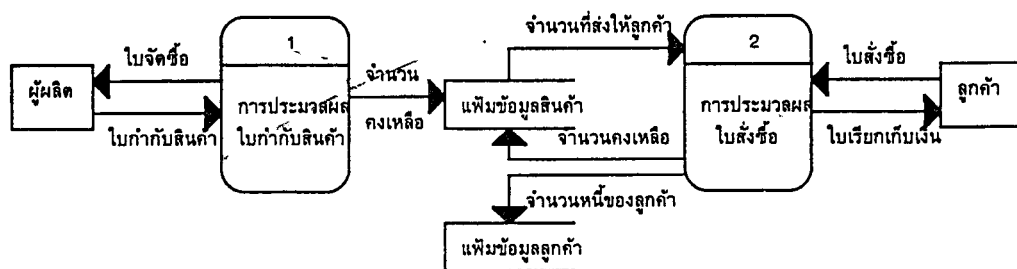 จำนวนที่ส่งให้ลูกค้า
1
2
ใบจัดซื้อ
ใบสั่งซื้อ
จำนวน
ผู้ผลิต
การประมวลผล
แฟ้มข้อมูลสินค้า
การประมวลผล
ลูกค้า
ใบกำกับสินค้า
ใบกำกับสินค้า
คงเหลือ
จำนวนคงเหลือ
ใบสั่งซื้อ
ใบเรียกเก็บเงิน
จำนวนหนี้ของลูกค้า
แฟ้มข้อมูลลูกค้า